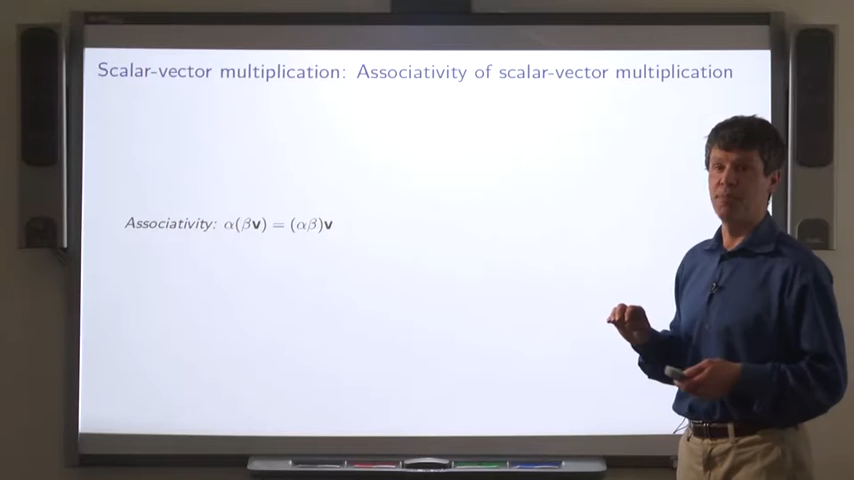 Scalar-vector multiplication: Associativity of scalar-vector multiplication
Associativity: α(βv) = (αβ)v